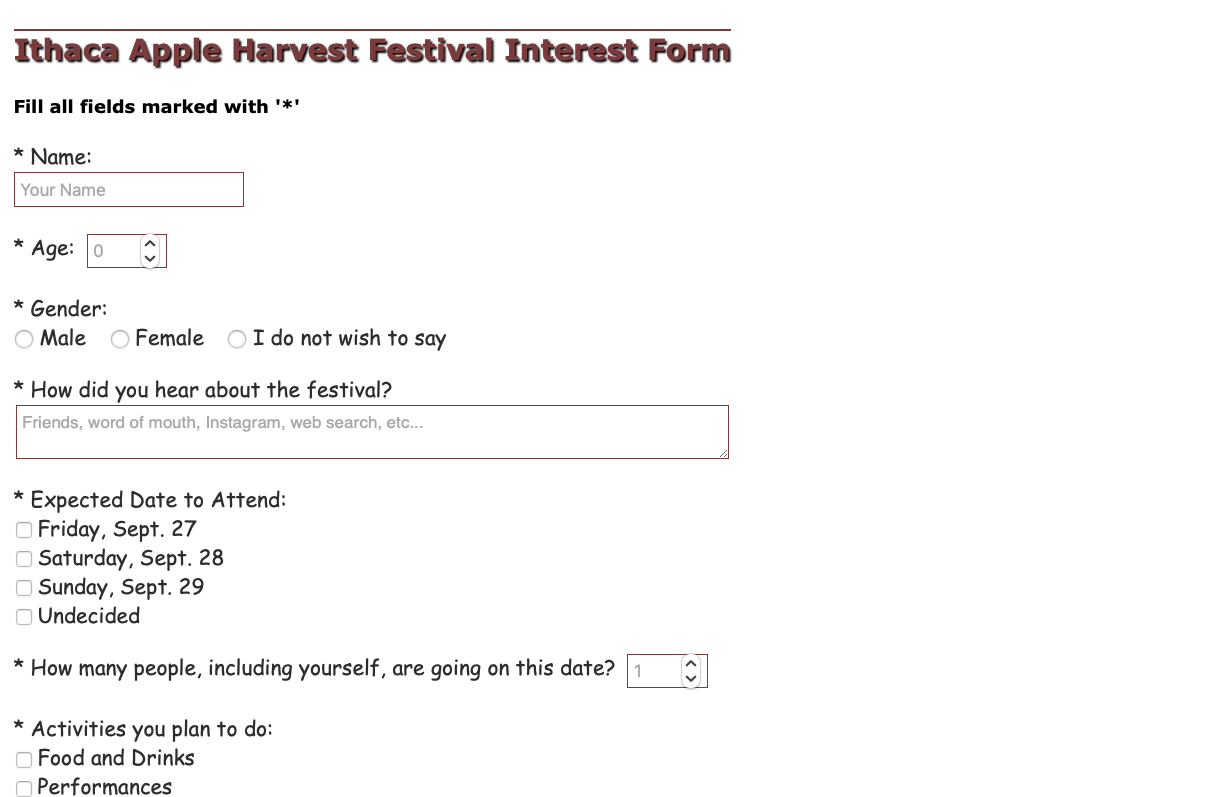 Ithaca Apple Harvest Festival Interest Form
Fill all fields marked with '*'
* Name:
Your Name
* Age: 0
* Gender:
Male Female I do not wish to say
* How did you hear about the festival?
Friends, word of mouth, Instagram, web search, etc...
* Expected Date to Attend:
Friday, Sept. 27
Saturday, Sept. 28
Sunday, Sept. 29
Undecided
* How many people, including yourself, are going on this date? 1
* Activities you plan to do:
Food and Drinks
Performances